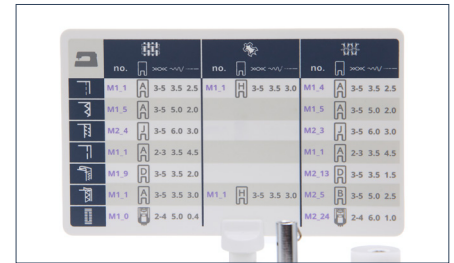 no. no. no.
M1_1 A 3-5 3.5 2.5 M1_1 H 3-5 3.5 3.0 M1_4 A 3-5 3.5 2.5
M1_5 A 3-5 5.0 2.0 M1_5 A 3-5 5.0 2.0
M2_4 J 3-5 6.0 3.0 M2_3 J 3-5 6.0 3.0
M1_1 A 2-3 3.5 4.5 M1_1 A 2-3 3.5 4.5
M1_9 D 3-5 3.5 2.0 M2_13 D 3-5 3.5 1.5
M1_1 A 3-5 3.5 3.0 M1_1 H 3-5 3.5 3.0 M2_5 B 3-5 5.0 2.5
M1_0 2-4 5.0 0.4 M2_24 2-4 6.0 1.0